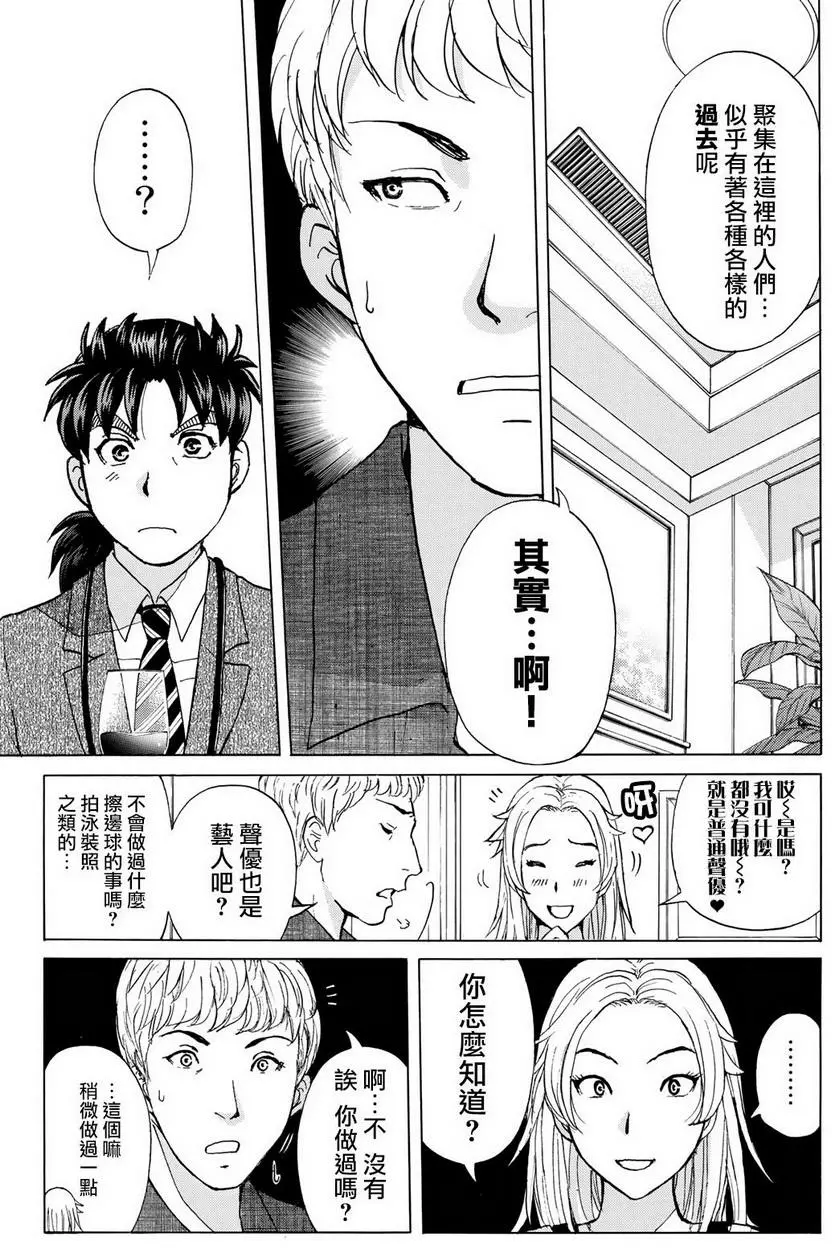 聚集在這裡的人們…
似乎有著各種各樣的
過去呢
其實…啊！
……？
哎～是嗎？
我可什麼
都沒有哦～？
就是普通聲優♥
呀♡
聲優也是
藝人吧？
不會做過什麼
擦邊球的事嗎？
拍泳裝照
之類的…
………
你怎麼知道？
啊…不 沒有
誒 你做過嗎？
…這個嘛
稍微做過一點